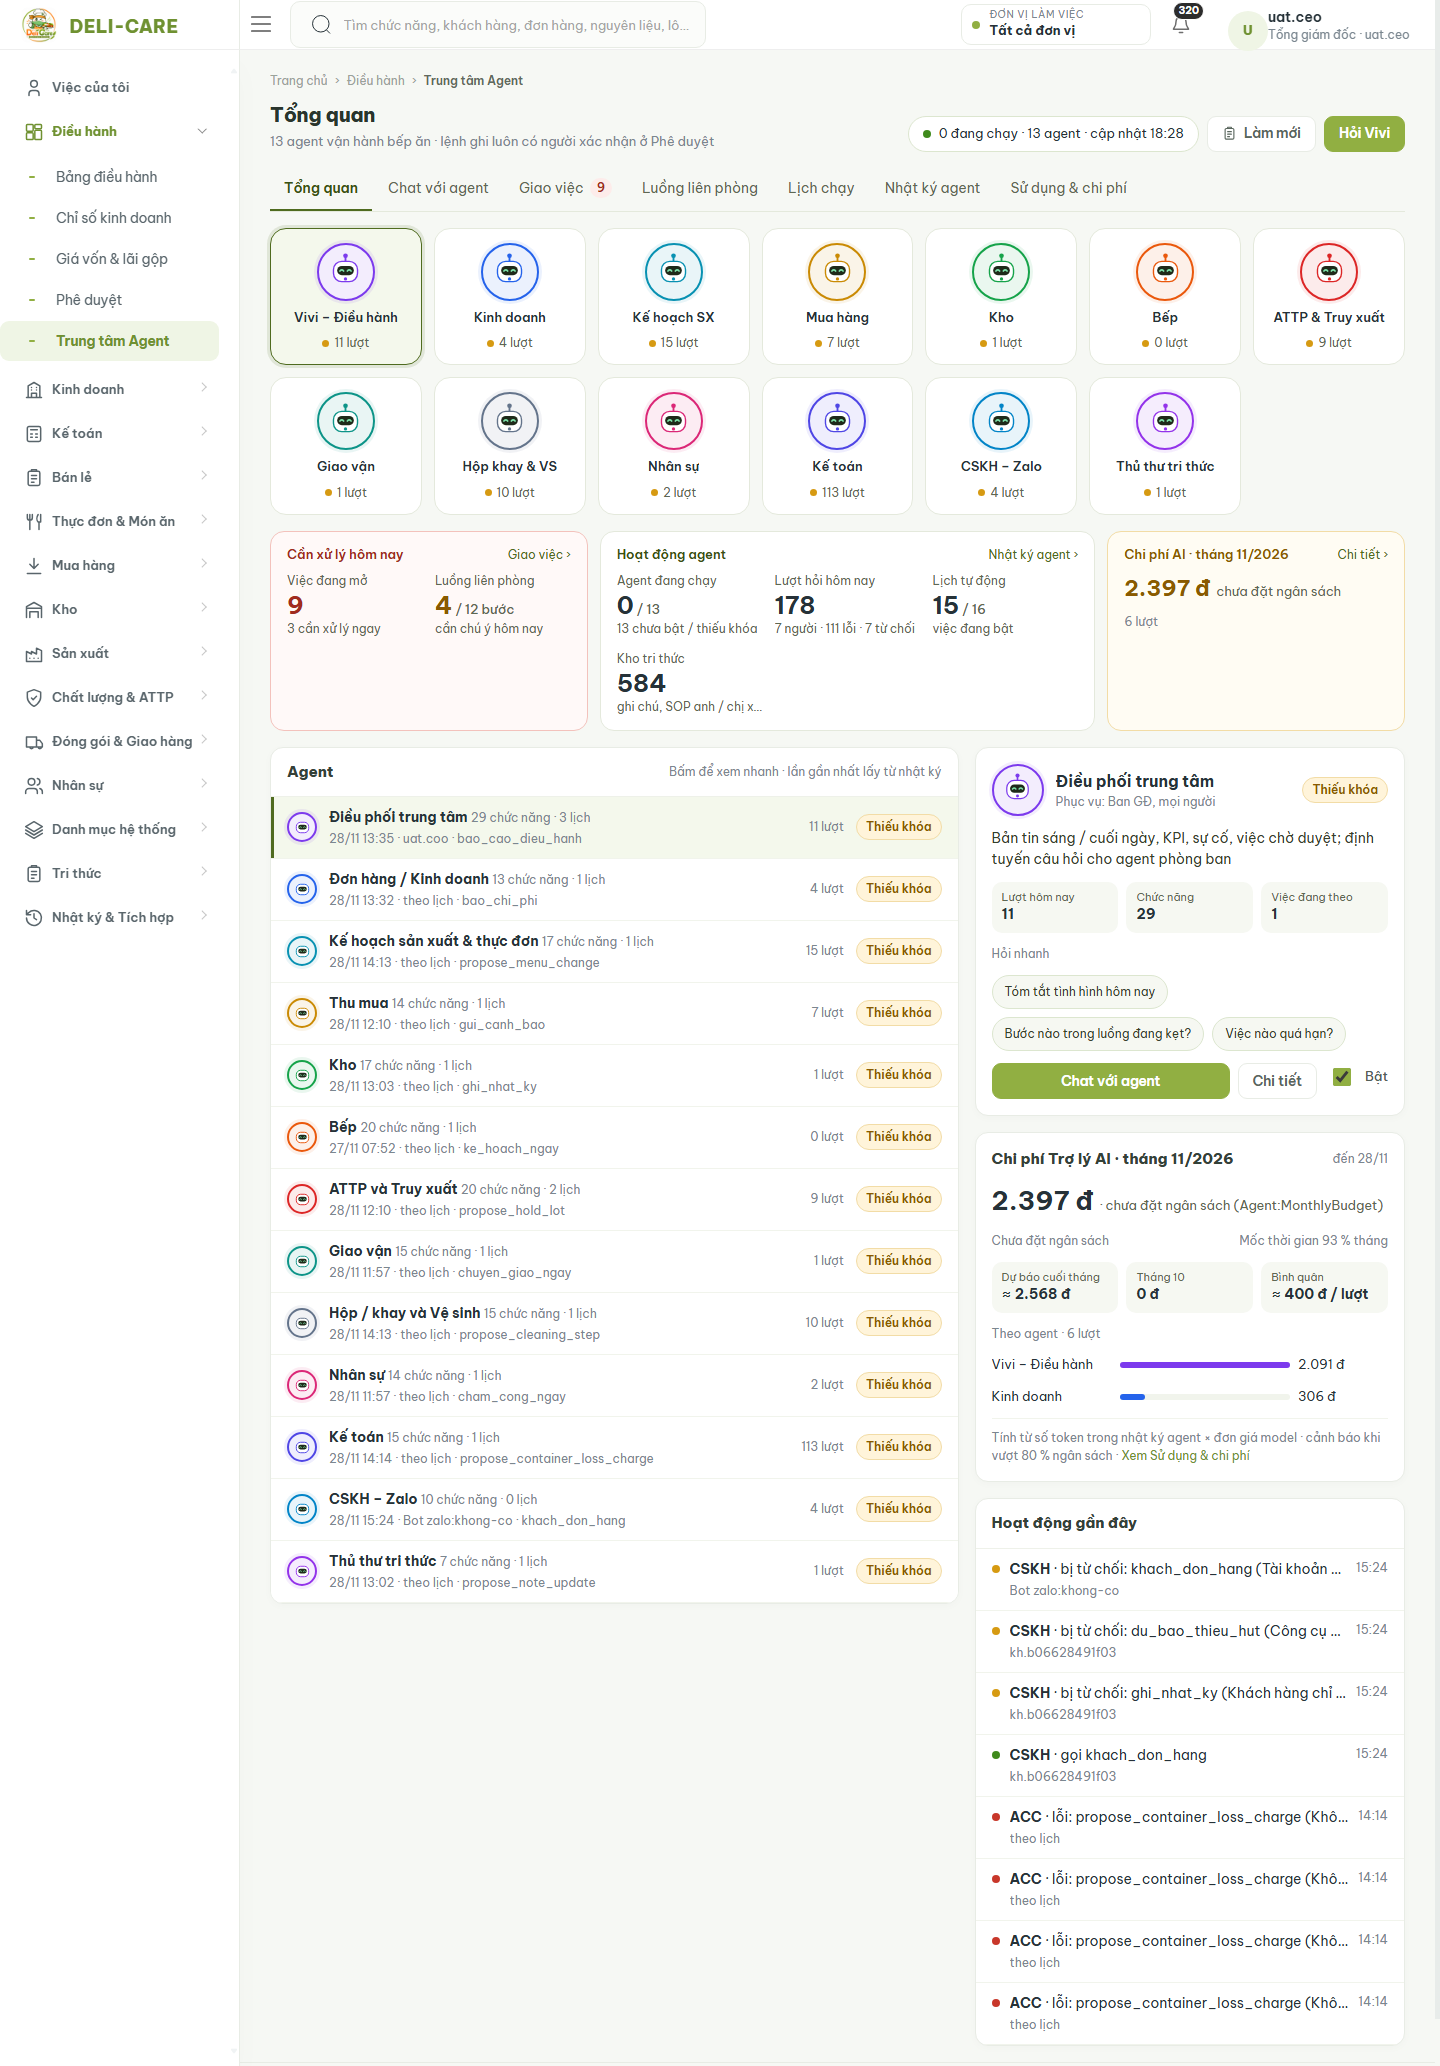 DELI-CARE
Tìm chức năng, khách hàng, đơn hàng, nguyên liệu, lô...
ĐƠN VỊ LÀM VIỆC
Tất cả đơn vị
320
U
uat.ceo
Tổng giám đốc · uat.ceo
Việc của tôi
Điều hành
Bảng điều hành
Chỉ số kinh doanh
Giá vốn & lãi gộp
Phê duyệt
Trung tâm Agent
Kinh doanh
Kế toán
Bán lẻ
Thực đơn & Món ăn
Mua hàng
Kho
Sản xuất
Chất lượng & ATTP
Đóng gói & Giao hàng
Nhân sự
Danh mục hệ thống
Tri thức
Nhật ký & Tích hợp
Trang chủ › Điều hành › Trung tâm Agent
Tổng quan
13 agent vận hành bếp ăn · lệnh ghi luôn có người xác nhận ở Phê duyệt
0 đang chạy · 13 agent · cập nhật 18:28
Làm mới
Hỏi Vivi
Tổng quan
Chat với agent
Giao việc 9
Luồng liên phòng
Lịch chạy
Nhật ký agent
Sử dụng & chi phí
Vivi – Điều hành
11 lượt
Kinh doanh
4 lượt
Kế hoạch SX
15 lượt
Mua hàng
7 lượt
Kho
1 lượt
Bếp
0 lượt
ATTP & Truy xuất
9 lượt
Giao vận
1 lượt
Hộp khay & VS
10 lượt
Nhân sự
2 lượt
Kế toán
113 lượt
CSKH – Zalo
4 lượt
Thủ thư tri thức
1 lượt
Cần xử lý hôm nay
Giao việc ›
Việc đang mở
9
3 cần xử lý ngay
Luồng liên phòng
4 / 12 bước
cần chú ý hôm nay
Hoạt động agent
Nhật ký agent ›
Agent đang chạy
0 / 13
13 chưa bật / thiếu khóa
Lượt hỏi hôm nay
178
7 người · 111 lỗi · 7 từ chối
Lịch tự động
15 / 16
việc đang bật
Kho tri thức
584
ghi chú, SOP anh / chị x...
Chi phí AI · tháng 11/2026
Chi tiết ›
2.397 đ chưa đặt ngân sách
6 lượt
Agent
Bấm để xem nhanh · lần gần nhất lấy từ nhật ký
Điều phối trung tâm 29 chức năng · 3 lịch
28/11 13:35 · uat.coo · bao_cao_dieu_hanh
11 lượt
Thiếu khóa
Đơn hàng / Kinh doanh 13 chức năng · 1 lịch
28/11 13:32 · theo lịch · bao_chi_phi
4 lượt
Thiếu khóa
Kế hoạch sản xuất & thực đơn 17 chức năng · 1 lịch
28/11 14:13 · theo lịch · propose_menu_change
15 lượt
Thiếu khóa
Thu mua 14 chức năng · 1 lịch
28/11 12:10 · theo lịch · gui_canh_bao
7 lượt
Thiếu khóa
Kho 17 chức năng · 1 lịch
28/11 13:03 · theo lịch · ghi_nhat_ky
1 lượt
Thiếu khóa
Bếp 20 chức năng · 1 lịch
27/11 07:52 · theo lịch · ke_hoach_ngay
0 lượt
Thiếu khóa
ATTP và Truy xuất 20 chức năng · 2 lịch
28/11 12:10 · theo lịch · propose_hold_lot
9 lượt
Thiếu khóa
Giao vận 15 chức năng · 1 lịch
28/11 11:57 · theo lịch · chuyen_giao_ngay
1 lượt
Thiếu khóa
Hộp / khay và Vệ sinh 15 chức năng · 1 lịch
28/11 14:13 · theo lịch · propose_cleaning_step
10 lượt
Thiếu khóa
Nhân sự 14 chức năng · 1 lịch
28/11 11:57 · theo lịch · cham_cong_ngay
2 lượt
Thiếu khóa
Kế toán 15 chức năng · 1 lịch
28/11 14:14 · theo lịch · propose_container_loss_charge
113 lượt
Thiếu khóa
CSKH – Zalo 10 chức năng · 0 lịch
28/11 15:24 · Bot zalo:khong-co · khach_don_hang
4 lượt
Thiếu khóa
Thủ thư tri thức 7 chức năng · 1 lịch
28/11 13:02 · theo lịch · propose_note_update
1 lượt
Thiếu khóa
Điều phối trung tâm
Phục vụ: Ban GĐ, mọi người
Thiếu khóa
Bản tin sáng / cuối ngày, KPI, sự cố, việc chờ duyệt; định
tuyến câu hỏi cho agent phòng ban
Lượt hôm nay
11
Chức năng
29
Việc đang theo
1
Hỏi nhanh
Tóm tắt tình hình hôm nay
Bước nào trong luồng đang kẹt?
Việc nào quá hạn?
Chat với agent
Chi tiết
Bật
Chi phí Trợ lý AI · tháng 11/2026
đến 28/11
2.397 đ · chưa đặt ngân sách (Agent:MonthlyBudget)
Chưa đặt ngân sách
Mốc thời gian 93 % tháng
Dự báo cuối tháng
≈ 2.568 đ
Tháng 10
0 đ
Bình quân
≈ 400 đ / lượt
Theo agent · 6 lượt
Vivi – Điều hành
2.091 đ
Kinh doanh
306 đ
Tính từ số token trong nhật ký agent × đơn giá model · cảnh báo khi
vượt 80 % ngân sách · Xem Sử dụng & chi phí
Hoạt động gần đây
CSKH · bị từ chối: khach_don_hang (Tài khoản ...
15:24
Bot zalo:khong-co
CSKH · bị từ chối: du_bao_thieu_hut (Công cụ ...
15:24
kh.b06628491f03
CSKH · bị từ chối: ghi_nhat_ky (Khách hàng chỉ ...
15:24
kh.b06628491f03
CSKH · gọi khach_don_hang
15:24
kh.b06628491f03
ACC · lỗi: propose_container_loss_charge (Khô...
14:14
theo lịch
ACC · lỗi: propose_container_loss_charge (Khô...
14:14
theo lịch
ACC · lỗi: propose_container_loss_charge (Khô...
14:14
theo lịch
ACC · lỗi: propose_container_loss_charge (Khô...
14:14
theo lịch